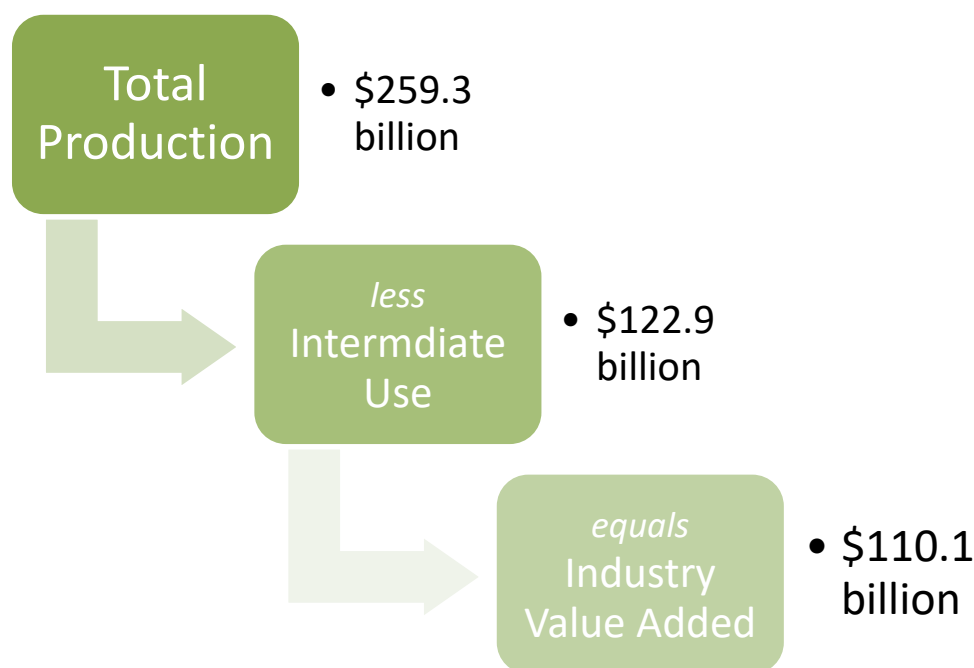 Total
Production
• $259.3
billion
less
Intermdiate
Use
• $122.9
billion
equals
Industry
Value Added
• $110.1
billion